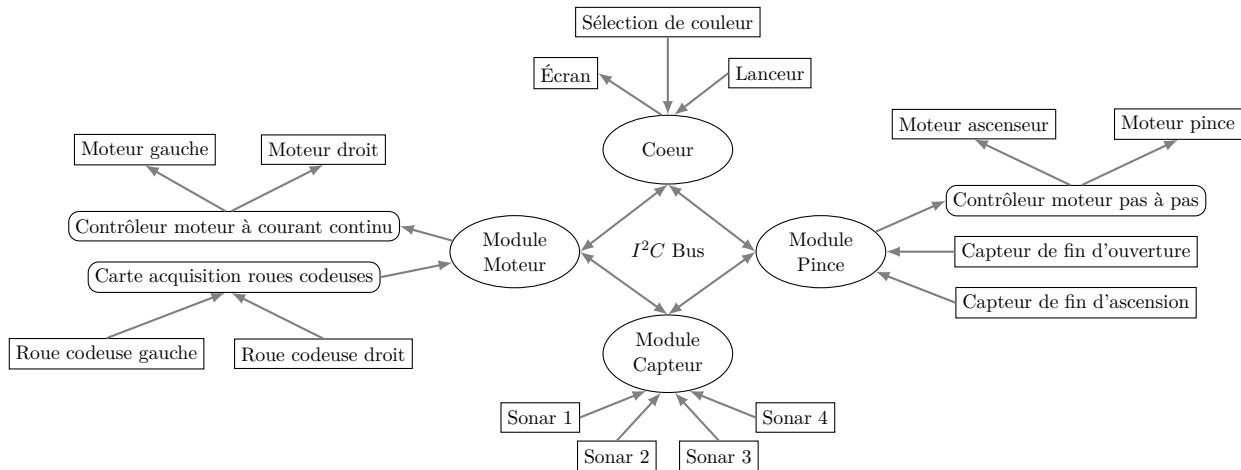 Sélection de couleur
Écran
Lanceur
Moteur ascenseur
Moteur pince
Moteur gauche
Moteur droit
Coeur
Contrôleur moteur pas à pas
Contrôleur moteur à courant continu
Module
Moteur
I²C Bus
Module
Pince
Capteur de fin d'ouverture
Carte acquisition roues codeuses
Capteur de fin d'ascension
Roue codeuse gauche
Roue codeuse droit
Module
Capteur
Sonar 1
Sonar 4
Sonar 2
Sonar 3